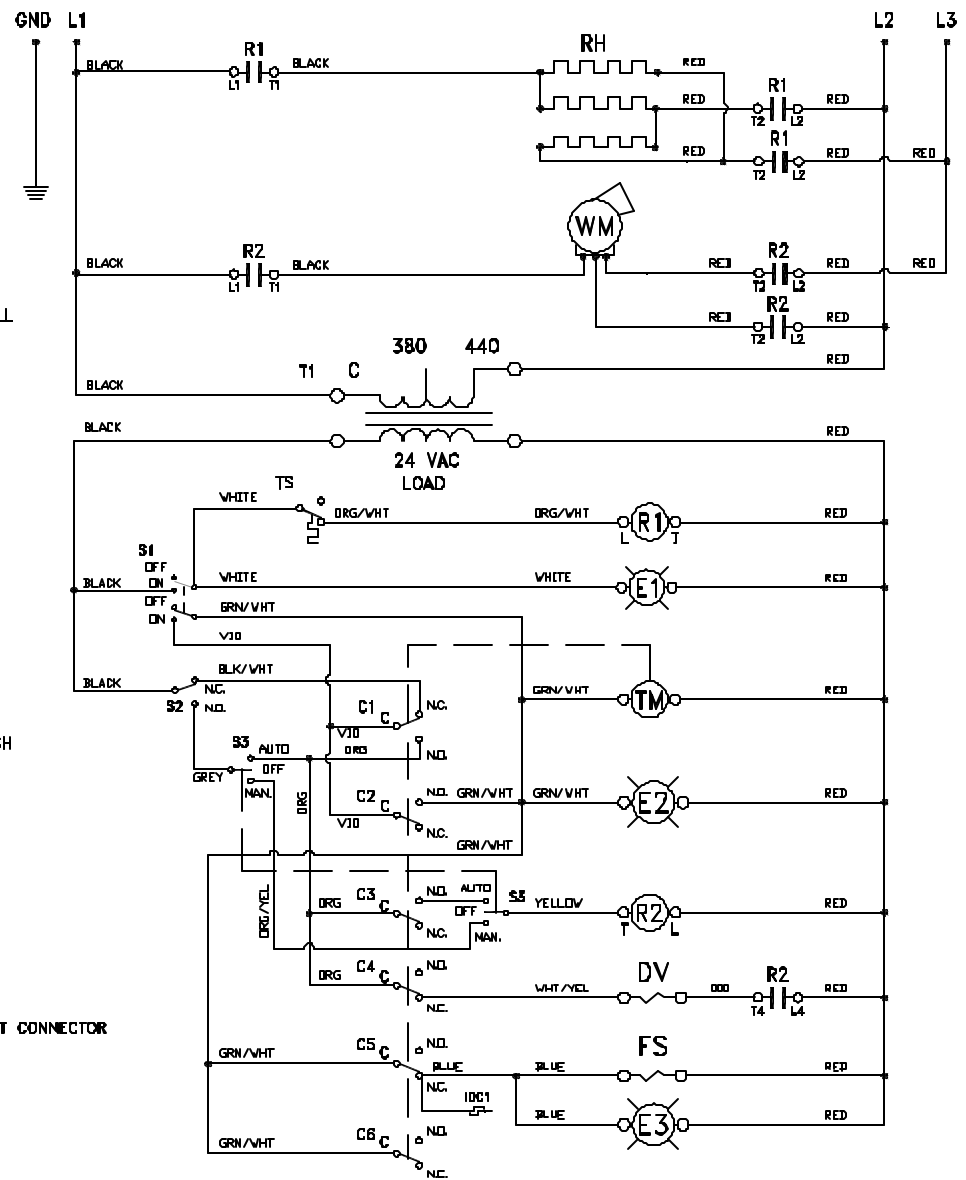 GND L1 L2 L3
R1 RH
BLACK BLACK RED
L1 T1
RED R1 RED
T2 L2
R1
RED RED RED
T2 L2
WM
R2 R2
BLACK BLACK RED RED RED
L1 T1 T2 L2
R2
RED RED
T2 L2
380 440
T1 C RED
BLACK
BLACK RED
24 VAC
LOAD
TS
WHITE
ORG/WHT ORG/WHT R1 RED
L T
S1
OFF
BLACK ON WHITE WHITE E1 RED
OFF GRN/WHT
ON
VIO
BLK/WHT
BLACK N.C. GRN/WHT TM RED
S2 N.O. C1 C N.C.
VIO
S3 AUTO ORG N.O.
GREY OFF
MAN.
ORG C2 C N.O. GRN/WHT GRN/WHT E2 RED
VIO N.C.
GRN/WHT
ORG/YEL
C3 C N.O. AUTO S3
ORG OFF YELLOW R2 RED
N.C. T L
MAN.
C4 C N.O. DV R2
ORG WHT/YEL RED
N.C. T4 L4
T CONNECTOR
C5 C N.O. FS
GRN/WHT BLUE BLUE RED
N.C.
IDC1
BLUE E3 RED
C6 C N.O.
GRN/WHT
N.C.